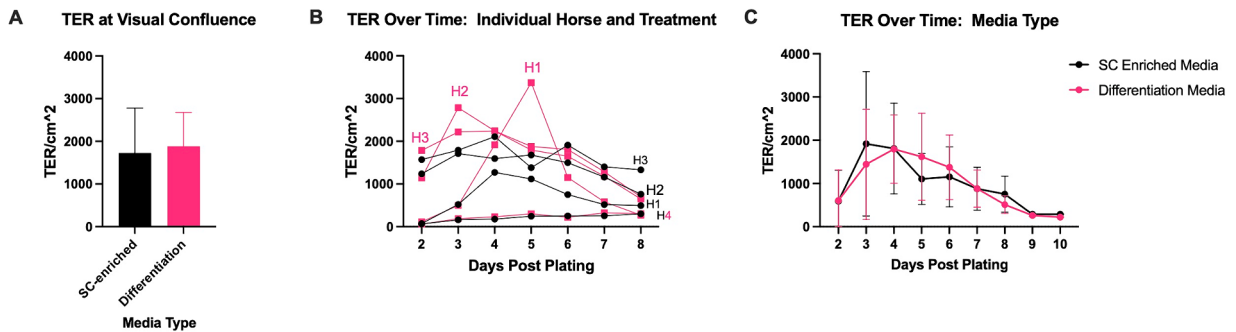 A
TER at Visual Confluence
4000
3000
2000
1000
0
TER/cm^2
SC-enriched
Differentiation
Media Type
B
TER Over Time: Individual Horse and Treatment
4000
3000
2000
1000
0
TER/cm^2
H1
H2
H3
H3
H2
H1
H4
2 3 4 5 6 7 8
Days Post Plating
C
TER Over Time: Media Type
4000
3000
2000
1000
0
TER/cm^2
2 3 4 5 6 7 8 9 10
Days Post Plating
SC Enriched Media
Differentiation Media